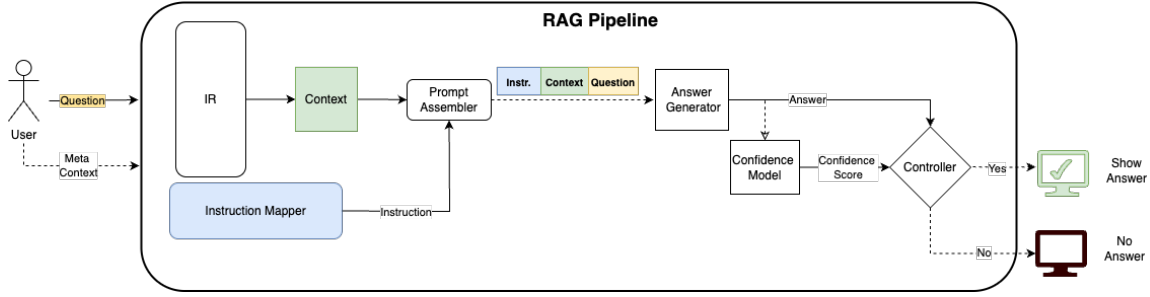 RAG Pipeline
User
Question
Meta
Context
IR
Context
Instruction Mapper
Instruction
Prompt
Assembler
Instr.
Context
Question
Answer
Generator
Answer
Confidence
Model
Confidence
Score
Controller
Yes
No
Show
Answer
No
Answer